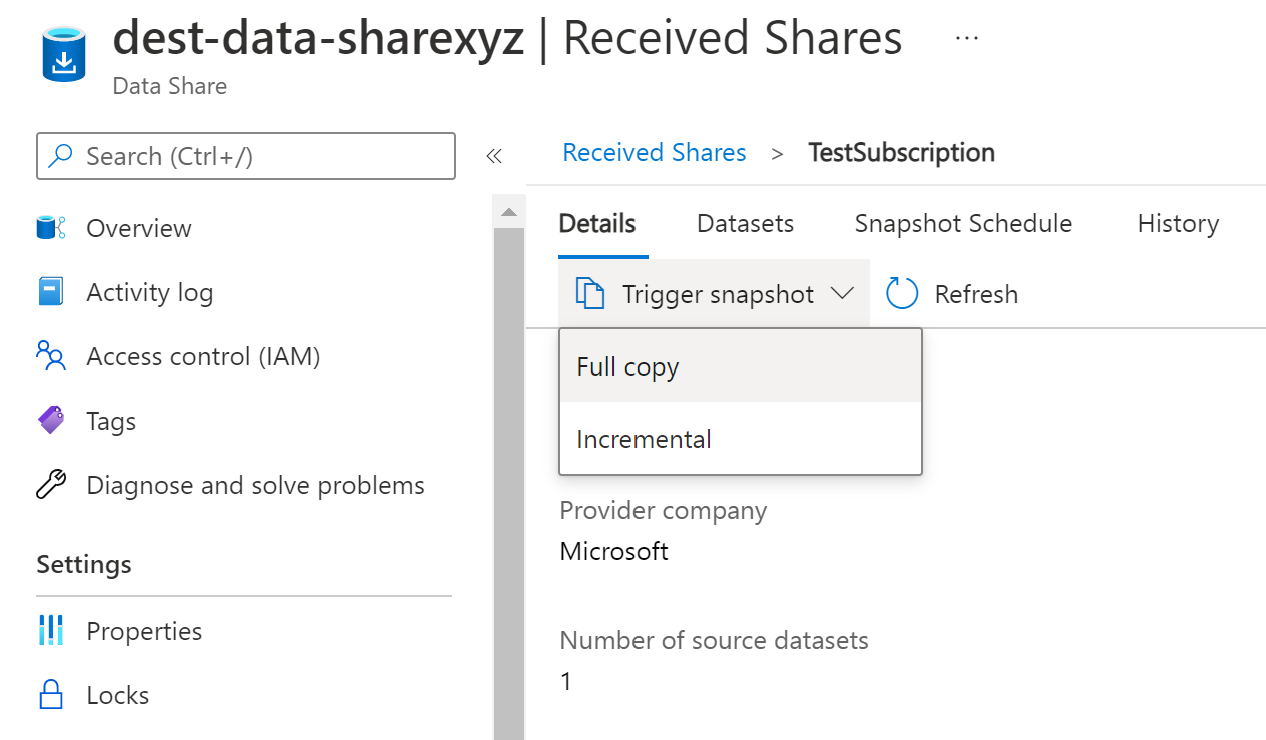 dest-data-sharexyz | Received Shares ...
Data Share
Search (Ctrl+/)
«
Overview
Activity log
Access control (IAM)
Tags
Diagnose and solve problems
Settings
Properties
Locks
Received Shares > TestSubscription
Details Datasets Snapshot Schedule History
Trigger snapshot Refresh
Full copy
Incremental
Provider company
Microsoft
Number of source datasets
1